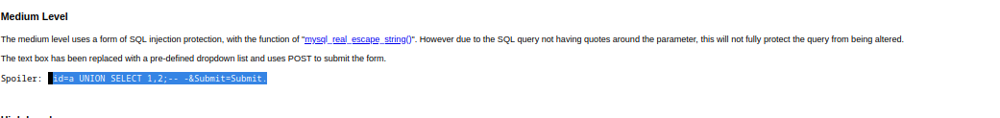 Medium Level
The medium level uses a form of SQL injection protection, with the function of "mysql_real_escape_string()". However due to the SQL query not having quotes around the parameter, this will not fully protect the query from being altered.
The text box has been replaced with a pre-defined dropdown list and uses POST to submit the form.
Spoiler: id=a UNION SELECT 1,2;-- -&Submit=Submit.